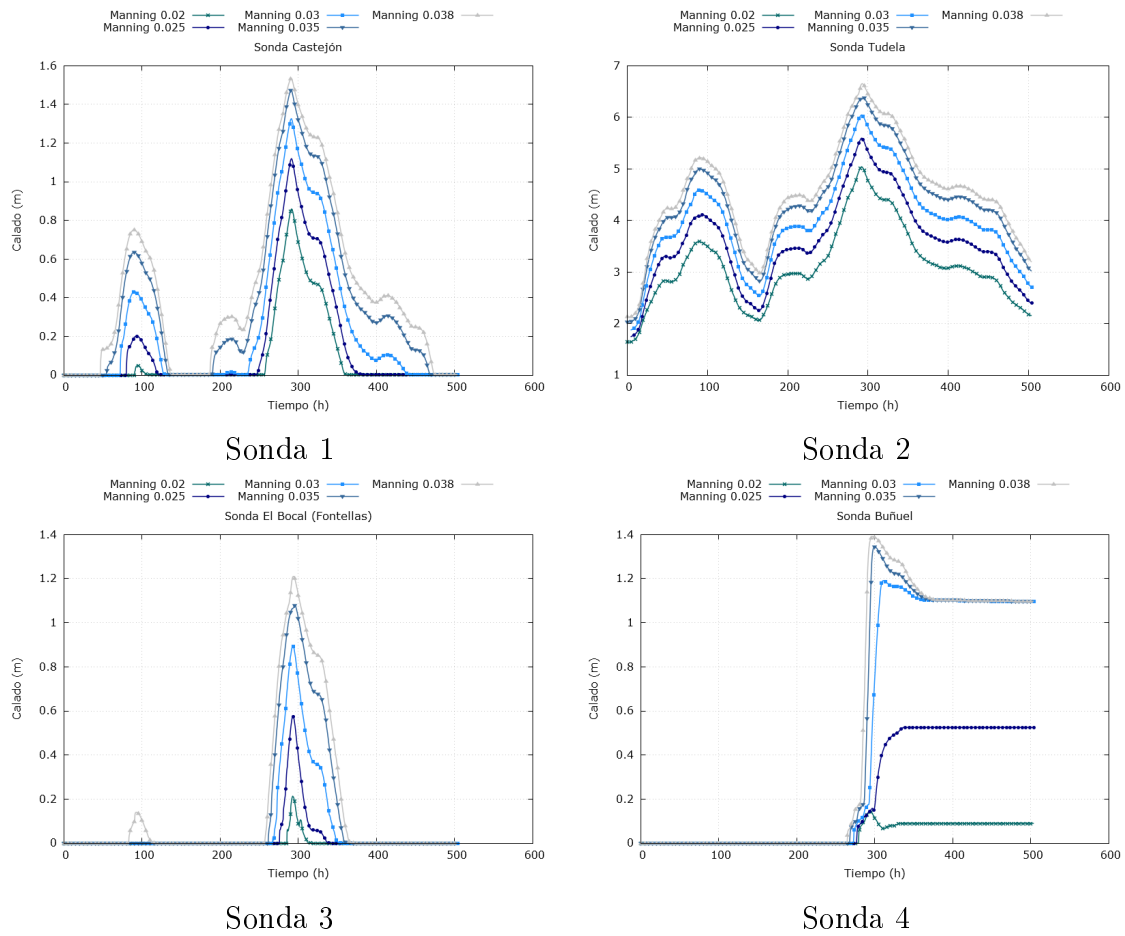 Manning 0.02 Manning 0.03 Manning 0.038
Manning 0.025 Manning 0.035
Sonda Castejón
1.6
1.4
1.2
1
0.8
0.6
0.4
0.2
0
Calado (m)
0 100 200 300 400 500 600
Tiempo (h)
Sonda 1
Manning 0.02 Manning 0.03 Manning 0.038
Manning 0.025 Manning 0.035
Sonda Tudela
7
6
5
4
3
2
1
Calado (m)
0 100 200 300 400 500 600
Tiempo (h)
Sonda 2
Manning 0.02 Manning 0.03 Manning 0.038
Manning 0.025 Manning 0.035
Sonda El Bocal (Fontellas)
1.4
1.2
1
0.8
0.6
0.4
0.2
0
Calado (m)
0 100 200 300 400 500 600
Tiempo (h)
Sonda 3
Manning 0.02 Manning 0.03 Manning 0.038
Manning 0.025 Manning 0.035
Sonda Buñuel
1.4
1.2
1
0.8
0.6
0.4
0.2
0
Calado (m)
0 100 200 300 400 500 600
Tiempo (h)
Sonda 4